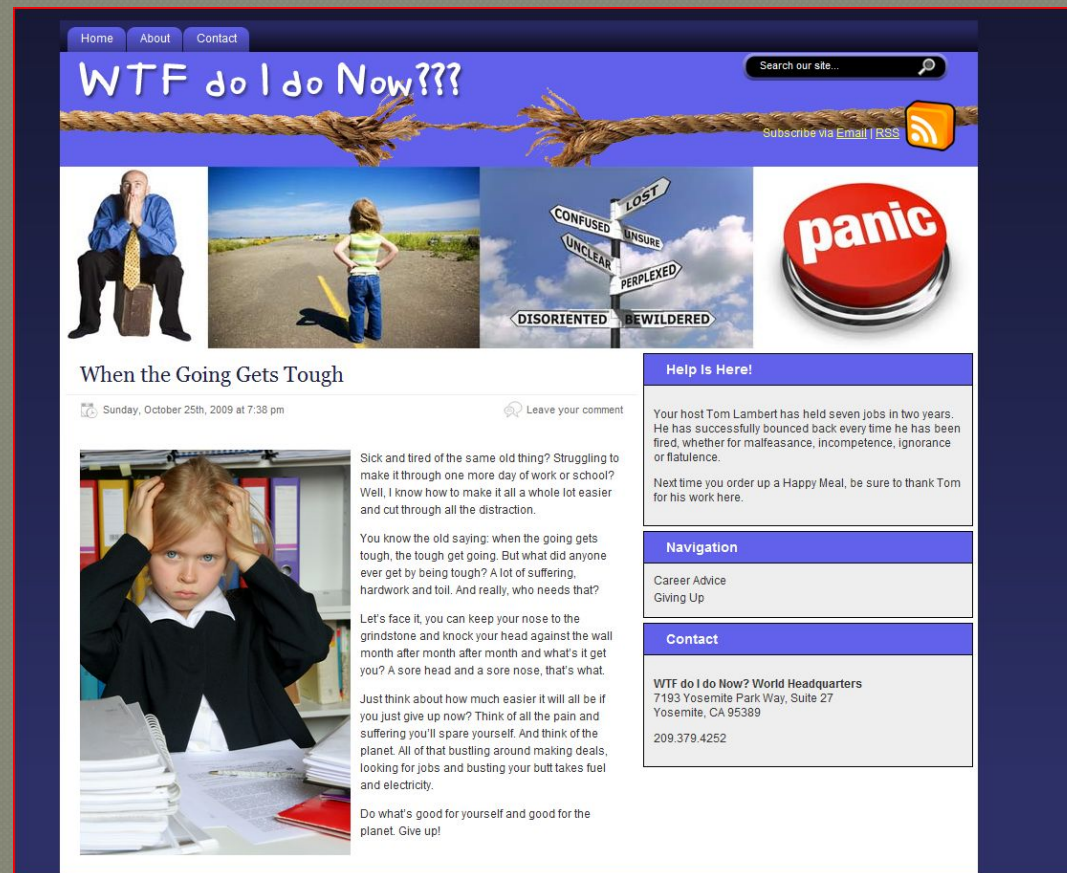 Home About Contact
WTF do I do Now???
Search our site...
Subscribe via Email | RSS
LOST
CONFUSED
UNSURE
UNCLEAR
PERPLEXED
DISORIENTED BEWILDERED
panic
When the Going Gets Tough
Sunday, October 25th, 2009 at 7:38 pm
Leave your comment
Sick and tired of the same old thing? Struggling to
make it through one more day of work or school?
Well, I know how to make it all a whole lot easier
and cut through all the distraction.
You know the old saying: when the going gets
tough, the tough get going. But what did anyone
ever get by being tough? A lot of suffering,
hardwork and toil. And really, who needs that?
Let's face it, you can keep your nose to the
grindstone and knock your head against the wall
month after month after month and what's it get
you? A sore head and a sore nose, that's what.
Just think about how much easier it will all be if
you just give up now? Think of all the pain and
suffering you'll spare yourself. And think of the
planet. All of that bustling around making deals,
looking for jobs and busting your butt takes fuel
and electricity.
Do what's good for yourself and good for the
planet. Give up!
Help Is Here!
Your host Tom Lambert has held seven jobs in two years.
He has successfully bounced back every time he has been
fired, whether for malfeasance, incompetence, ignorance
or flatulence.
Next time you order up a Happy Meal, be sure to thank Tom
for his work here.
Navigation
Career Advice
Giving Up
Contact
WTF do I do Now? World Headquarters
7193 Yosemite Park Way, Suite 27
Yosemite, CA 95389
209.379.4252